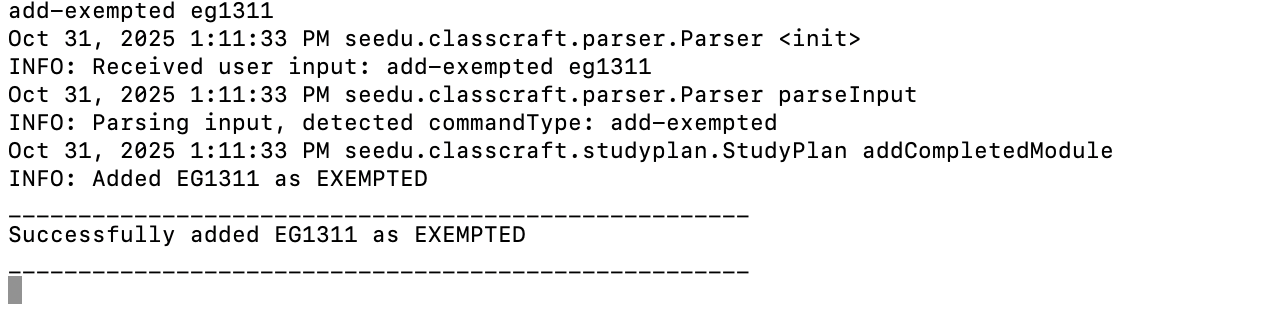 add-exempted eg1311
Oct 31, 2025 1:11:33 PM seedu.classcraft.parser.Parser <init>
INFO: Received user input: add-exempted eg1311
Oct 31, 2025 1:11:33 PM seedu.classcraft.parser.Parser parseInput
INFO: Parsing input, detected commandType: add-exempted
Oct 31, 2025 1:11:33 PM seedu.classcraft.studyplan.StudyPlan addCompletedModule
INFO: Added EG1311 as EXEMPTED
_____________________________________________________
Successfully added EG1311 as EXEMPTED
_____________________________________________________